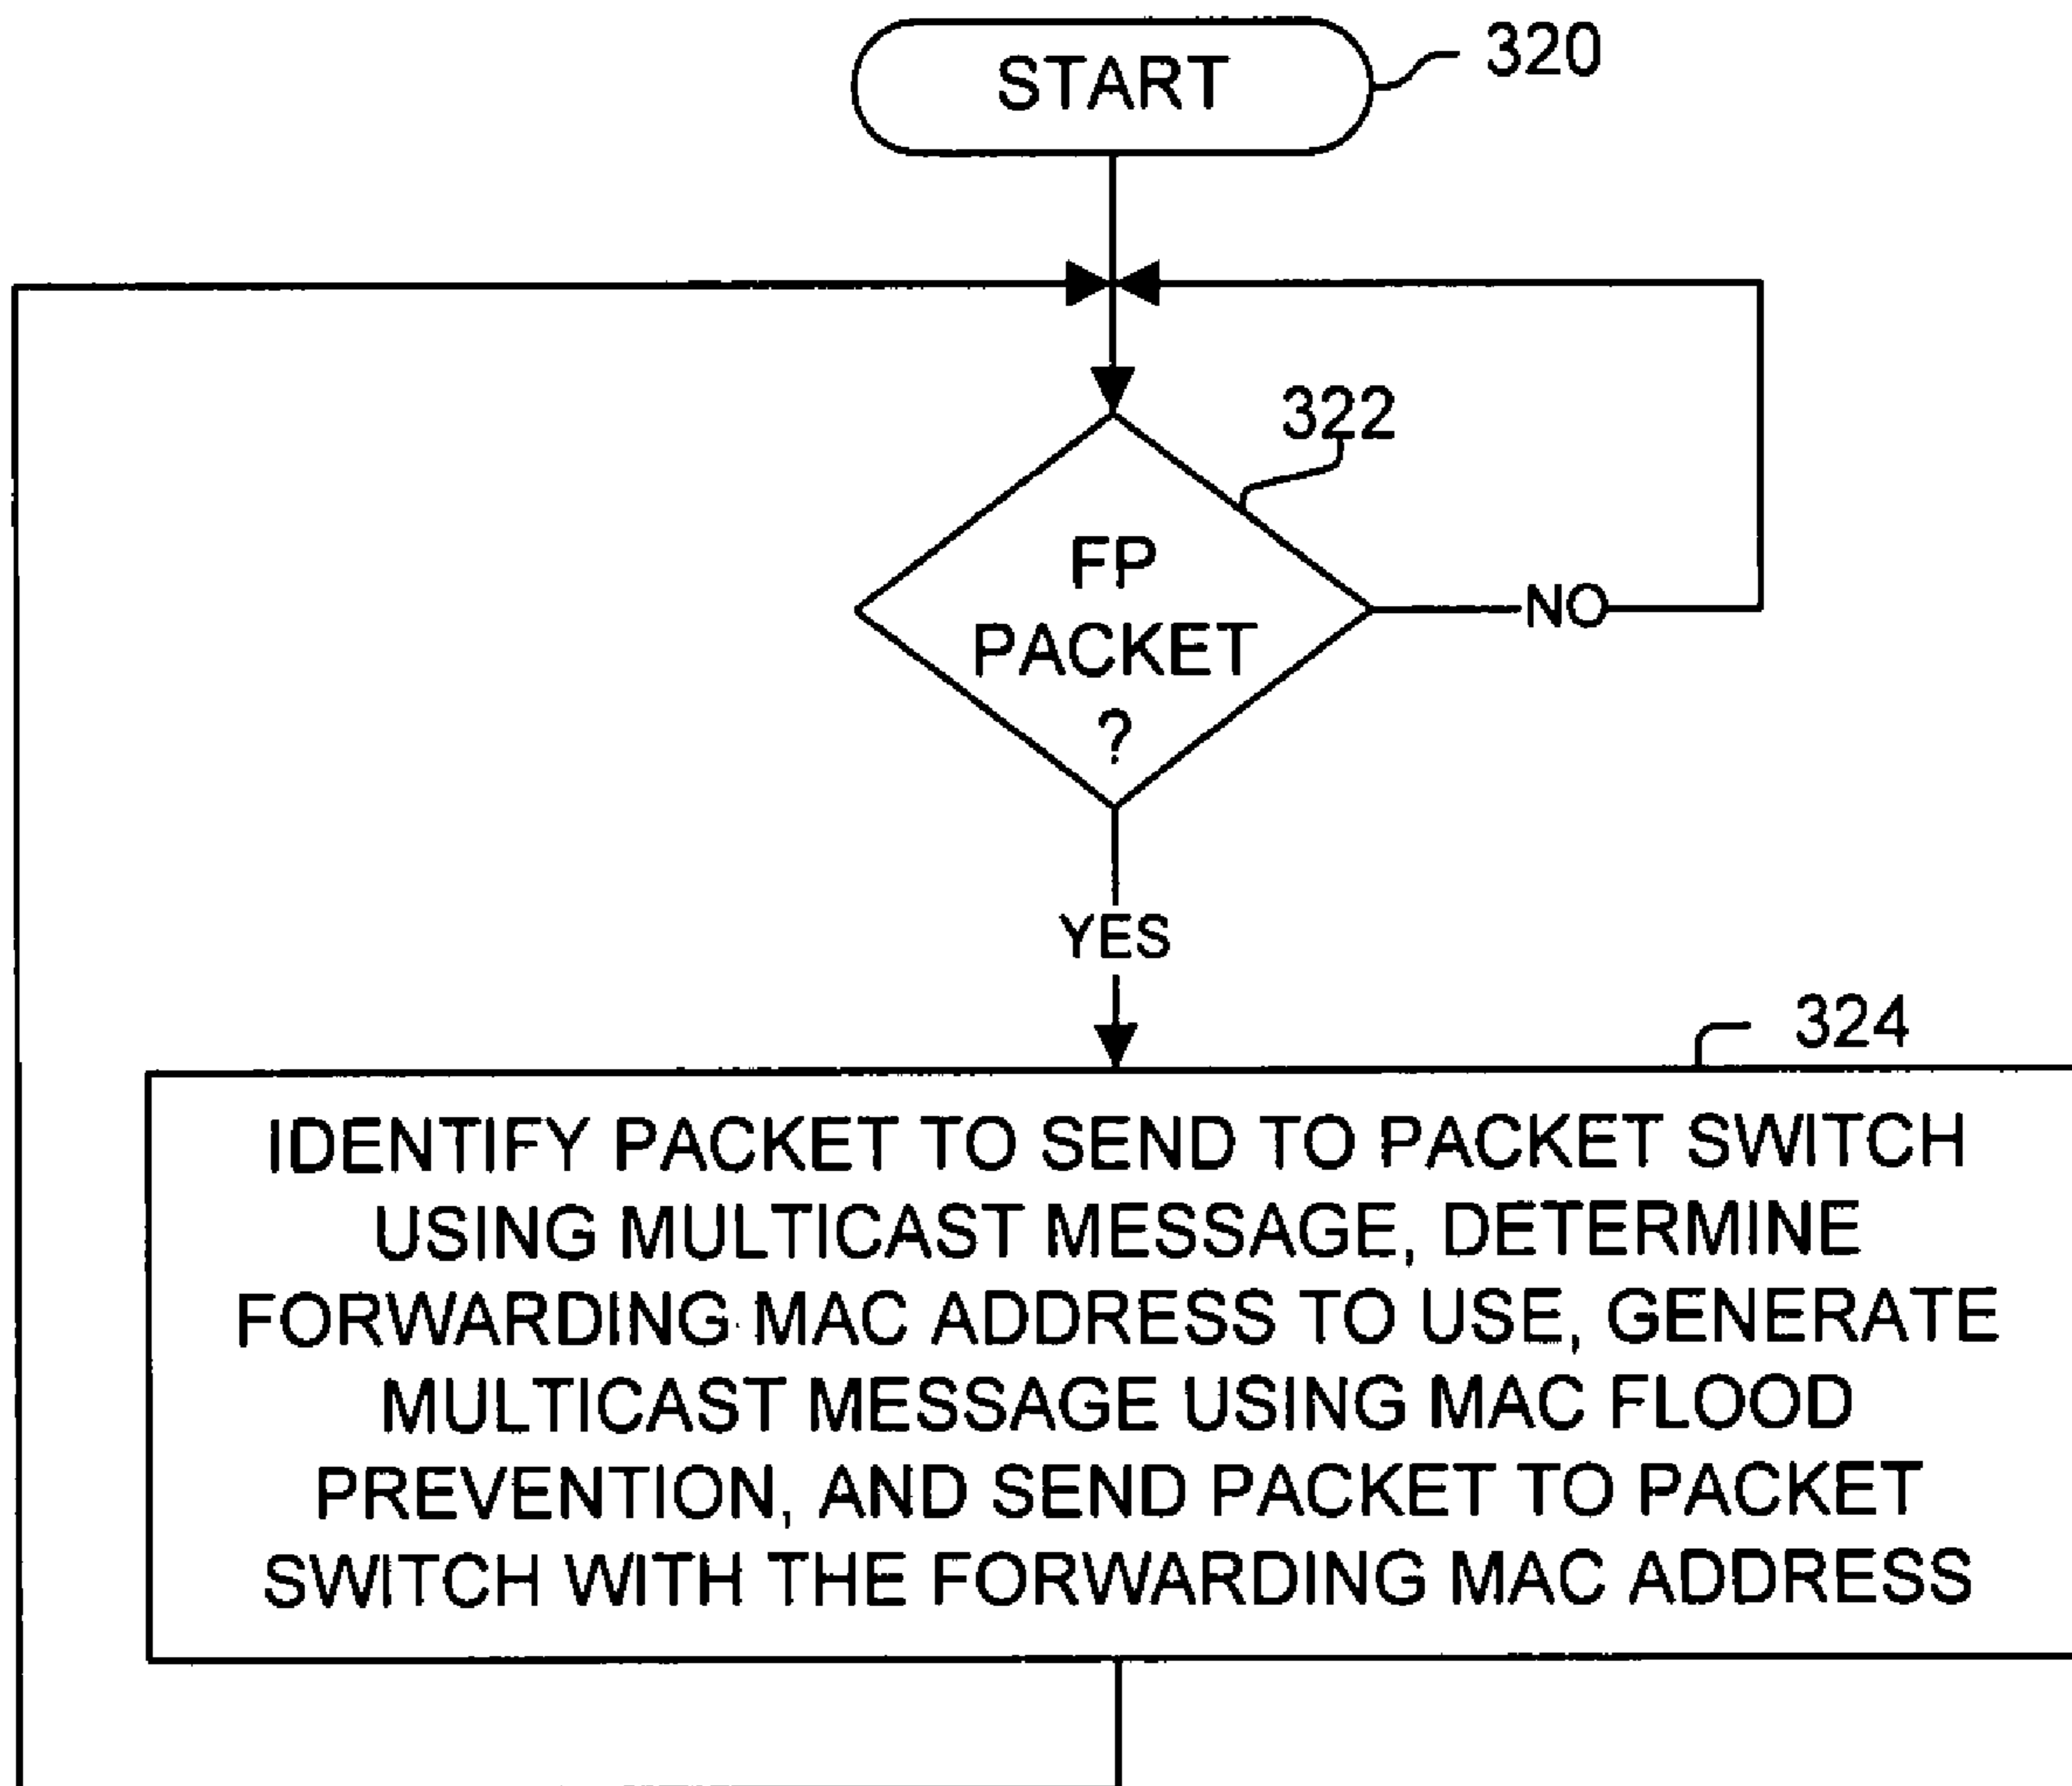 START
320
322
FP
PACKET
?
NO
YES
324
IDENTIFY PACKET TO SEND TO PACKET SWITCH
USING MULTICAST MESSAGE, DETERMINE
FORWARDING MAC ADDRESS TO USE, GENERATE
MULTICAST MESSAGE USING MAC FLOOD
PREVENTION, AND SEND PACKET TO PACKET
SWITCH WITH THE FORWARDING MAC ADDRESS